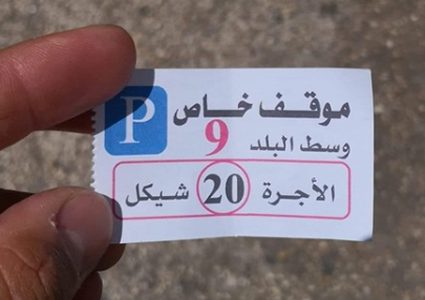 P
موقف خاص
وسط البلد 9
الأجرة 20 شيكل